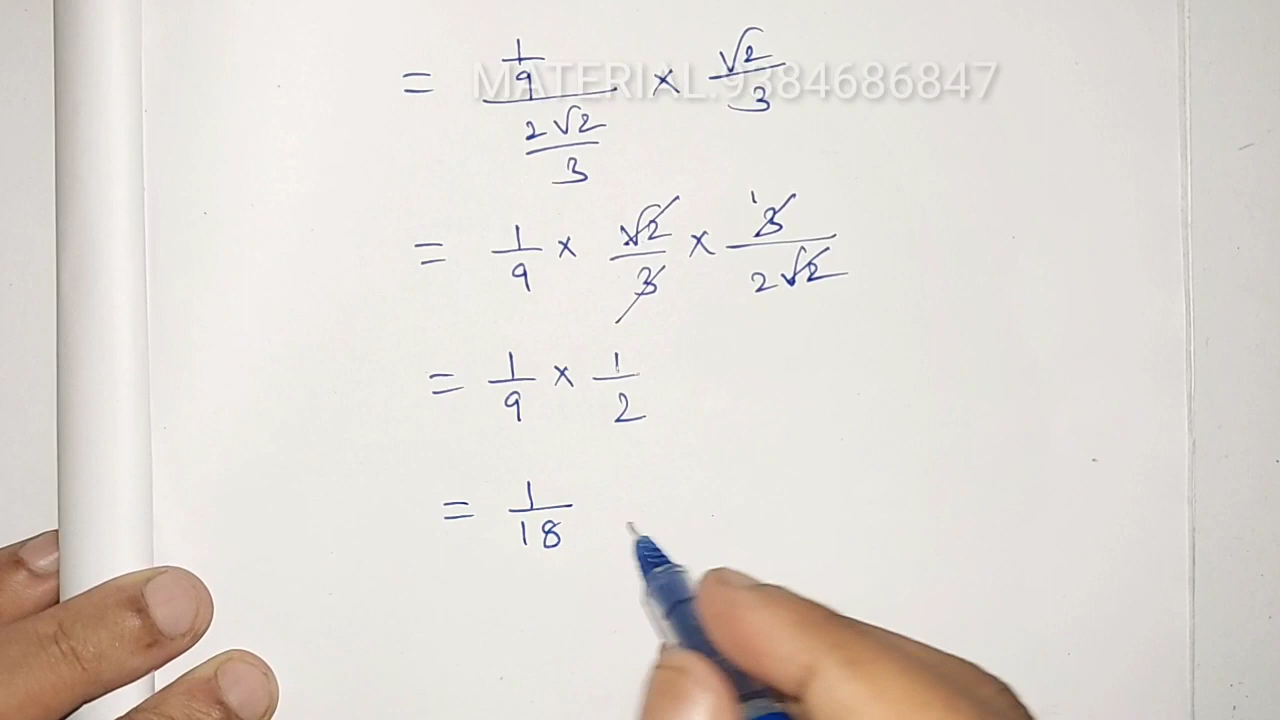 = (1/9)/(2√2/3) × √2/3
MATERIAL:9384686847
= 1/9 × √2/3 × 1 3/2√2
= 1/9 × 1/2
= 1/18